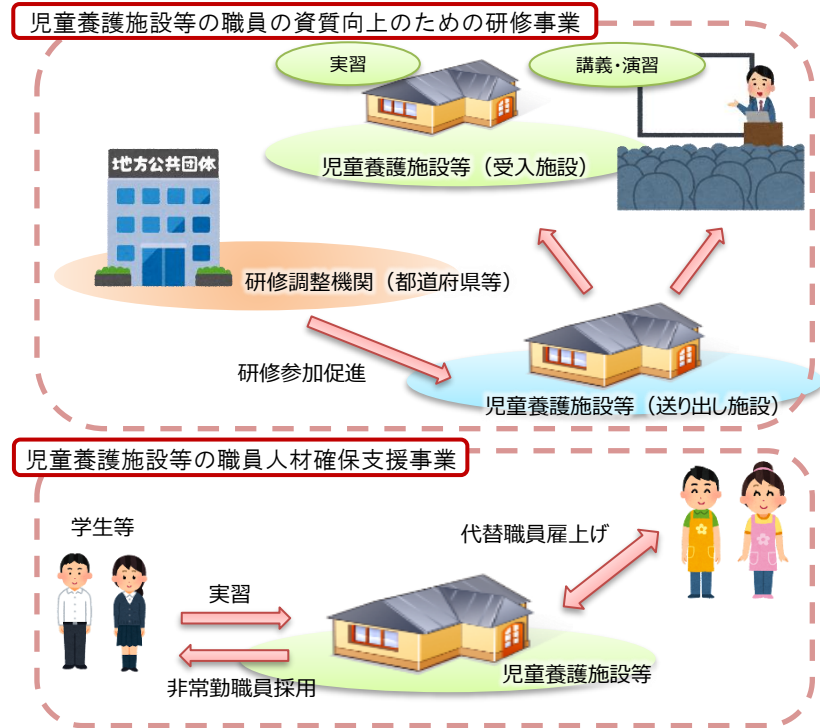 児童養護施設等の職員の資質向上のための研修事業
実習
講義・演習
児童養護施設等（受入施設）
地方公共団体
研修調整機関（都道府県等）
研修参加促進
児童養護施設等（送り出し施設）
児童養護施設等の職員人材確保支援事業
学生等
代替職員雇上げ
実習
非常勤職員採用
児童養護施設等